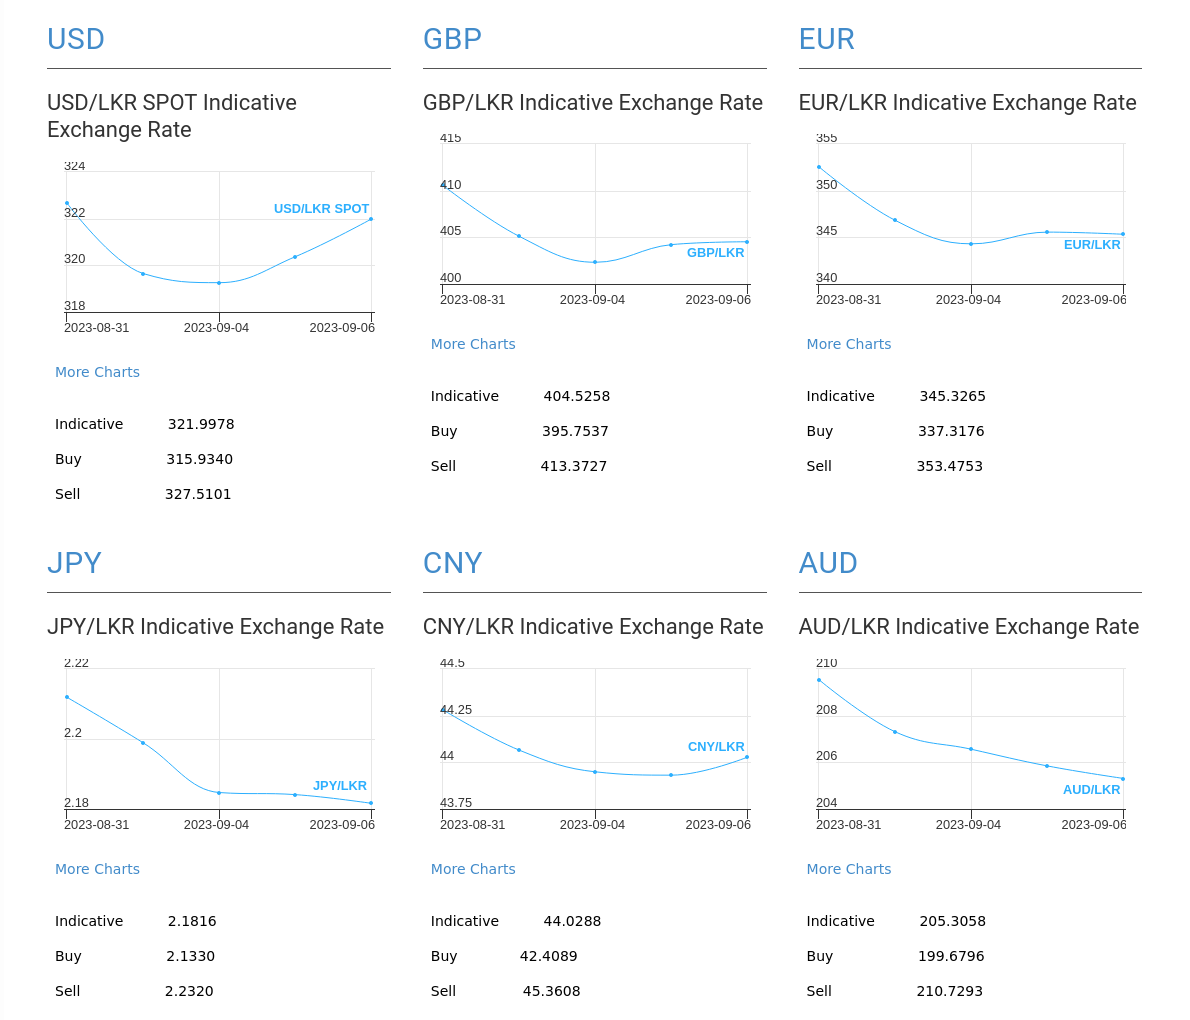 USD
USD/LKR SPOT Indicative
Exchange Rate
324
322
320
318
USD/LKR SPOT
2023-08-31 2023-09-04 2023-09-06
More Charts
Indicative 321.9978
Buy 315.9340
Sell 327.5101
GBP
GBP/LKR Indicative Exchange Rate
415
410
405
400
GBP/LKR
2023-08-31 2023-09-04 2023-09-06
More Charts
Indicative 404.5258
Buy 395.7537
Sell 413.3727
EUR
EUR/LKR Indicative Exchange Rate
355
350
345
340
EUR/LKR
2023-08-31 2023-09-04 2023-09-06
More Charts
Indicative 345.3265
Buy 337.3176
Sell 353.4753
JPY
JPY/LKR Indicative Exchange Rate
2.22
2.2
2.18
JPY/LKR
2023-08-31 2023-09-04 2023-09-06
More Charts
Indicative 2.1816
Buy 2.1330
Sell 2.2320
CNY
CNY/LKR Indicative Exchange Rate
44.5
44.25
44
43.75
CNY/LKR
2023-08-31 2023-09-04 2023-09-06
More Charts
Indicative 44.0288
Buy 42.4089
Sell 45.3608
AUD
AUD/LKR Indicative Exchange Rate
210
208
206
204
AUD/LKR
2023-08-31 2023-09-04 2023-09-06
More Charts
Indicative 205.3058
Buy 199.6796
Sell 210.7293